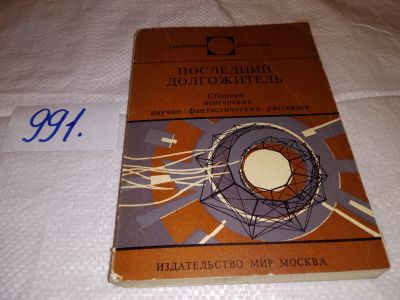 зарубежная фантастика
ПОСЛЕДНИЙ
ДОЛГОЖИТЕЛЬ
Сборник
венгерских
научно-фантастических рассказов
991.
ИЗДАТЕЛЬСТВО МИР МОСКВА